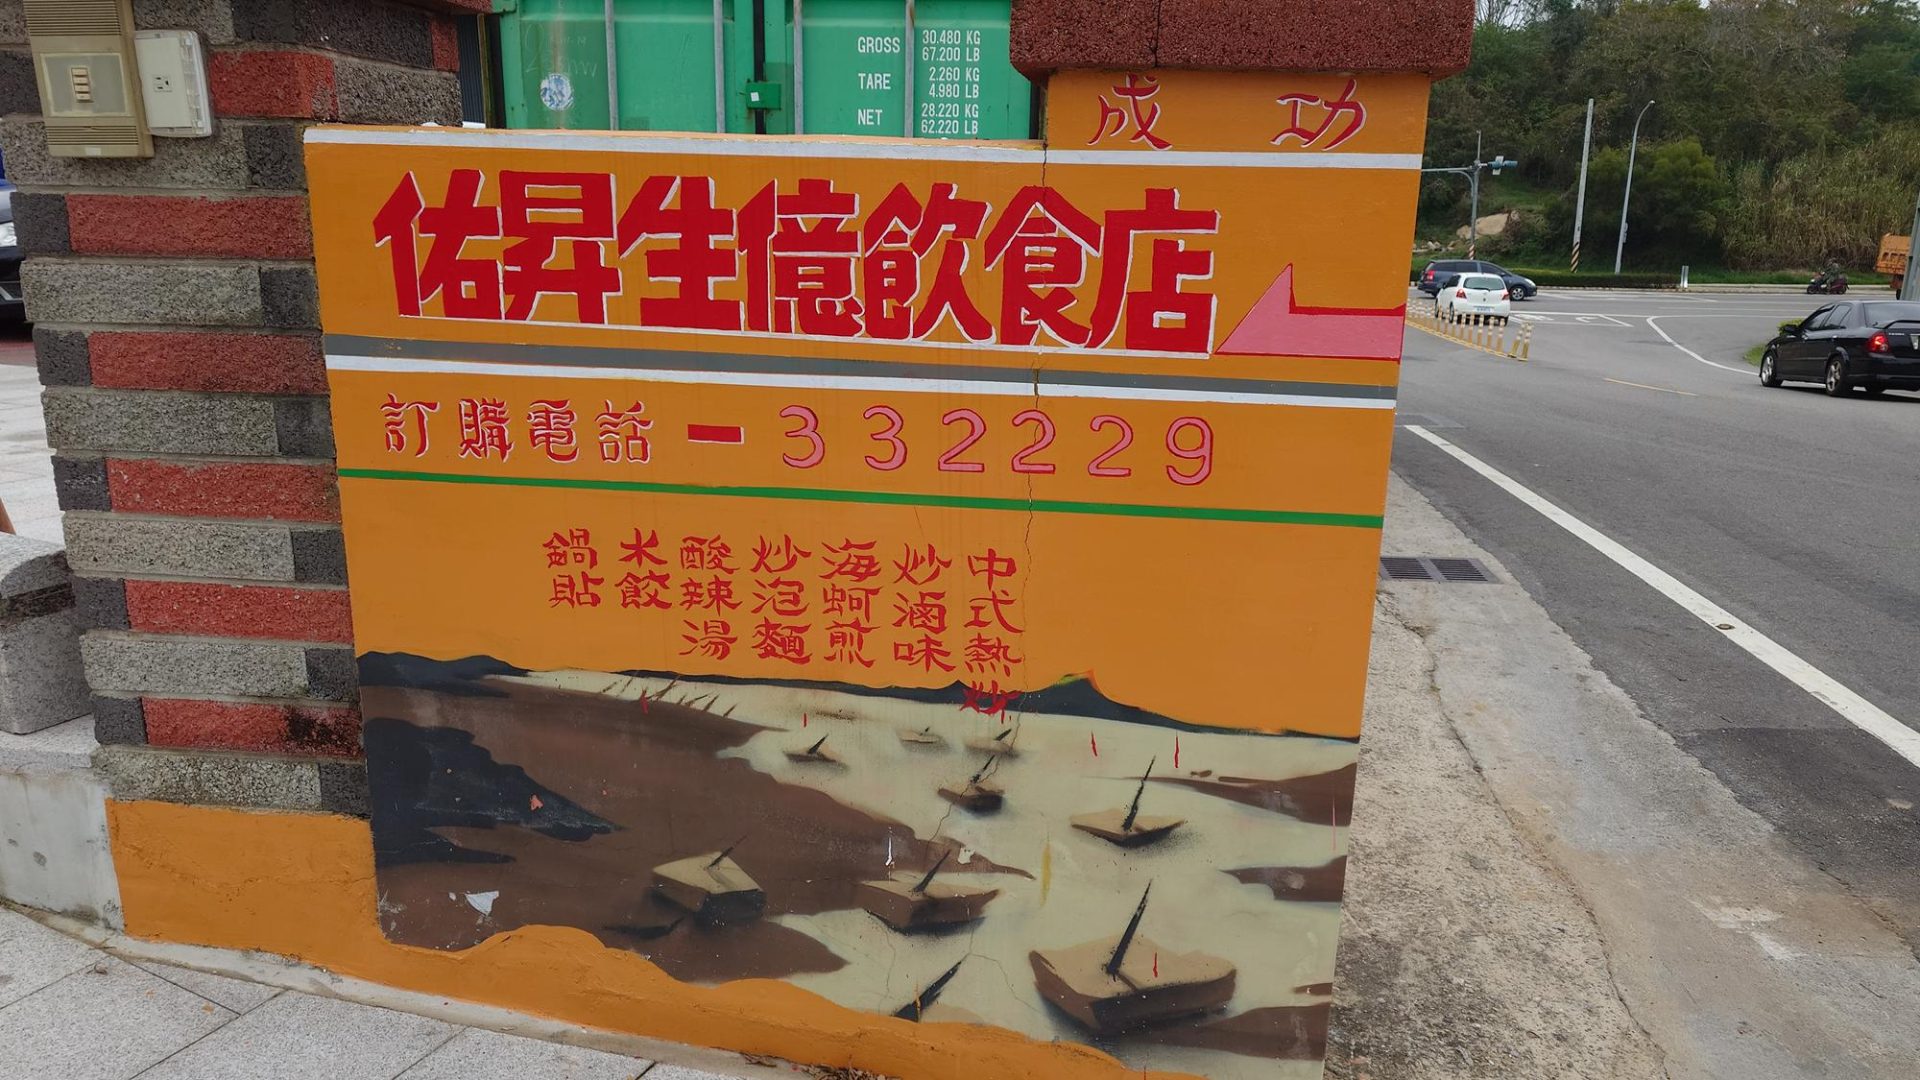 GROSS 30.480 KG
67.200 LB
TARE 2.260 KG
4.980 LB
NET 28.220 KG
62.220 LB
成功
佑昇生億飲食店
訂購電話－332229
中式熱炒
炒滷味
海蚵煎
炒泡麵
酸辣湯
水餃
鍋貼